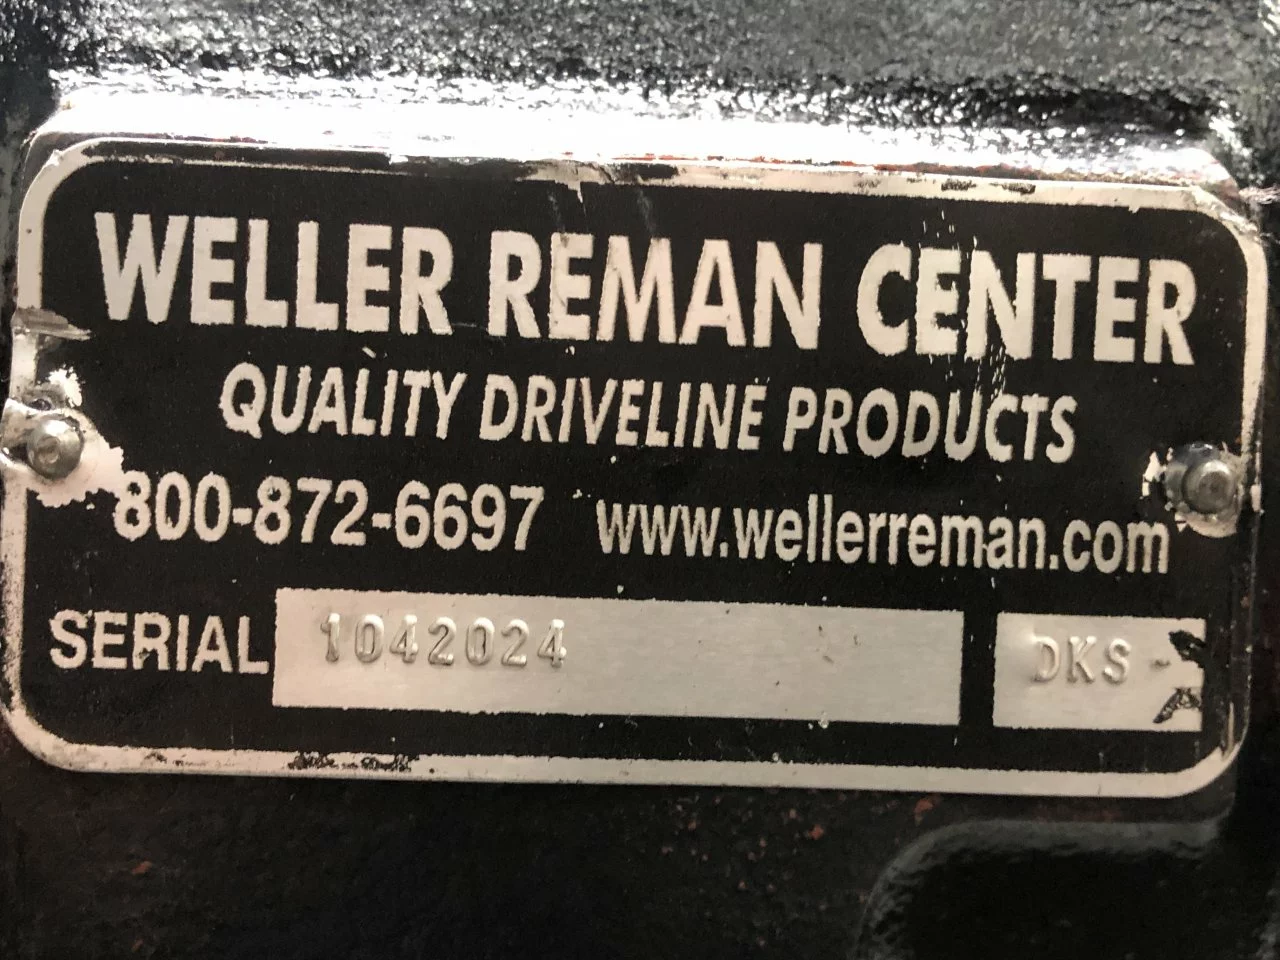 WELLER REMAN CENTER
QUALITY DRIVELINE PRODUCTS
800-872-6697 www.wellerreman.com
SERIAL 1042024 DKS-